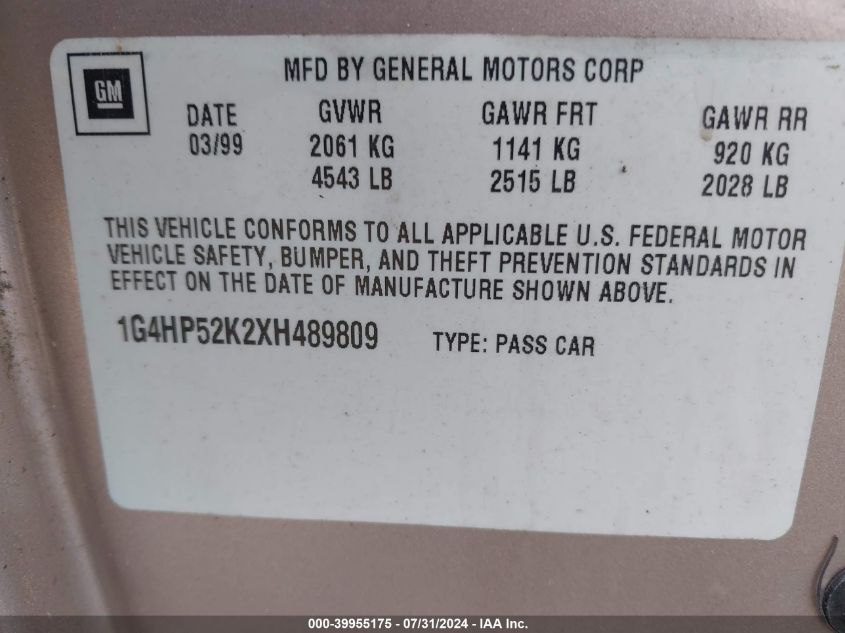 GM
MFD BY GENERAL MOTORS CORP
DATE GVWR GAWR FRT GAWR RR
03/99 2061 KG 1141 KG 920 KG
4543 LB 2515 LB 2028 LB
THIS VEHICLE CONFORMS TO ALL APPLICABLE U.S. FEDERAL MOTOR
VEHICLE SAFETY, BUMPER, AND THEFT PREVENTION STANDARDS IN
EFFECT ON THE DATE OF MANUFACTURE SHOWN ABOVE.
1G4HP52K2XH489809 TYPE: PASS CAR
000-39955175 - 07/31/2024 - IAA Inc.